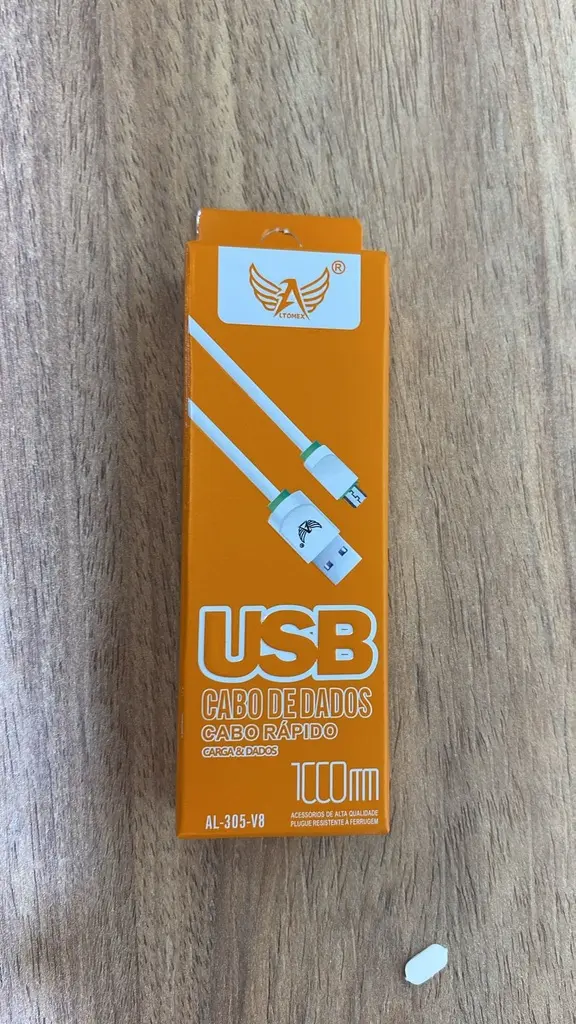 ®
ALTOMEX
USB
CABO DE DADOS
CABO RÁPIDO
CARGA & DADOS
1000mm
AL-305-V8
ACESSÓRIOS DE ALTA QUALIDADE
PLUGUE RESISTENTE À FERRUGEM